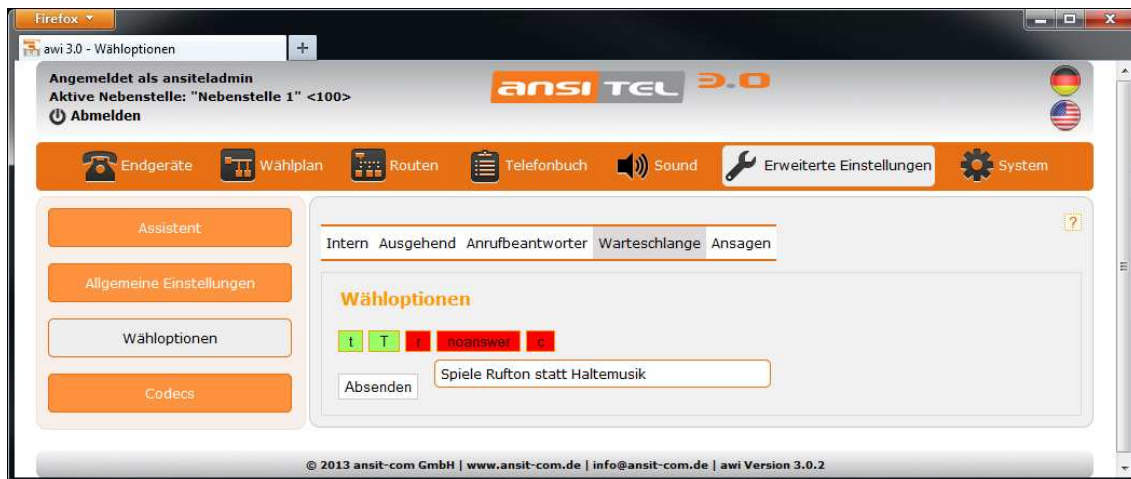 Firefox
awi 3.0 - Wähloptionen
Angemeldet als ansiteladmin
Aktive Nebenstelle: "Nebenstelle 1" <100>
Abmelden
ansi TEL 3.0
Endgeräte Wählplan Routen Telefonbuch Sound Erweiterte Einstellungen System
Assistent
Allgemeine Einstellungen
Wähloptionen
Codecs
?
Intern Ausgehend Anrufbeantworter Warteschlange Ansagen
Wähloptionen
t T r noanswer c
Spiele Rufton statt Haltemusik
Absenden
© 2013 ansit-com GmbH | www.ansit-com.de | info@ansit-com.de | awi Version 3.0.2